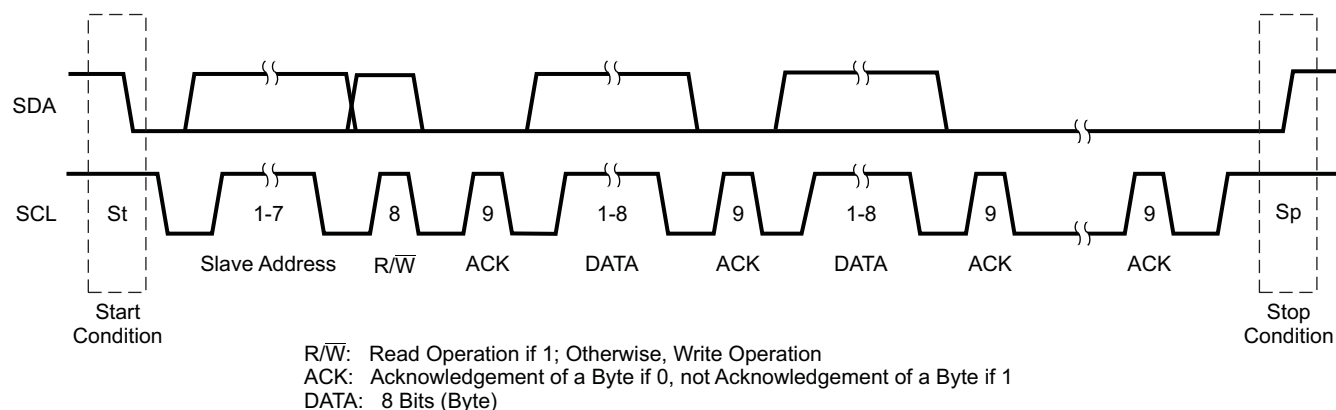 SDA
SCL St 1-7 8 9 1-8 9 1-8 9 9 Sp
Slave Address R/W̅ ACK DATA ACK DATA ACK ACK
Start
Condition
Stop
Condition
R/W̅: Read Operation if 1; Otherwise, Write Operation
ACK: Acknowledgement of a Byte if 0, not Acknowledgement of a Byte if 1
DATA: 8 Bits (Byte)